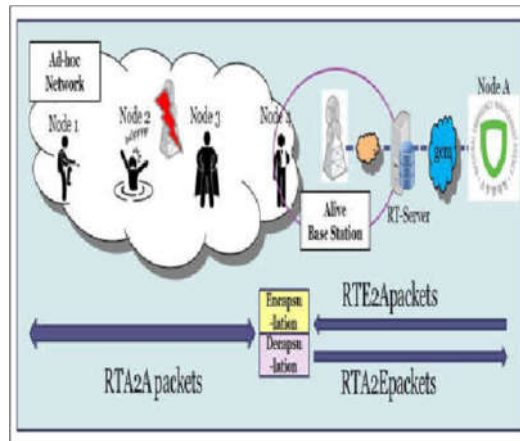 Ad-hoc
Network
Node 1
Node 2
Node 3
Node 4
Node A
RT-Server
Alive
Base Station
Encapsu
-lation
Decapsu
-lation
RTE2Apackets
RTA2A packets
RTA2Epackets